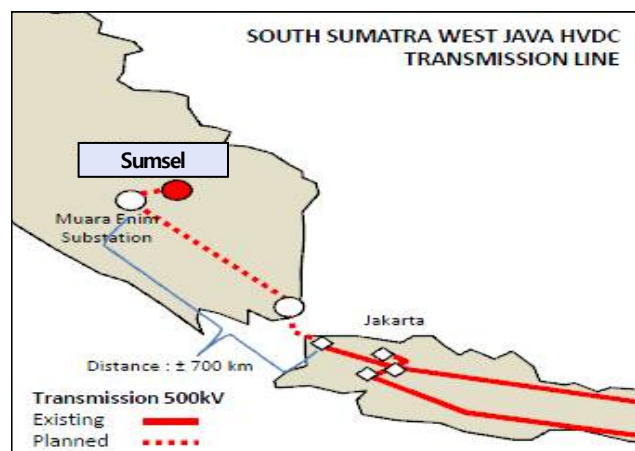 SOUTH SUMATRA WEST JAVA HVDC
TRANSMISSION LINE
Sumsel
Muara Enim
Substation
Jakarta
Distance : ± 700 km
Transmission 500kV
Existing
Planned